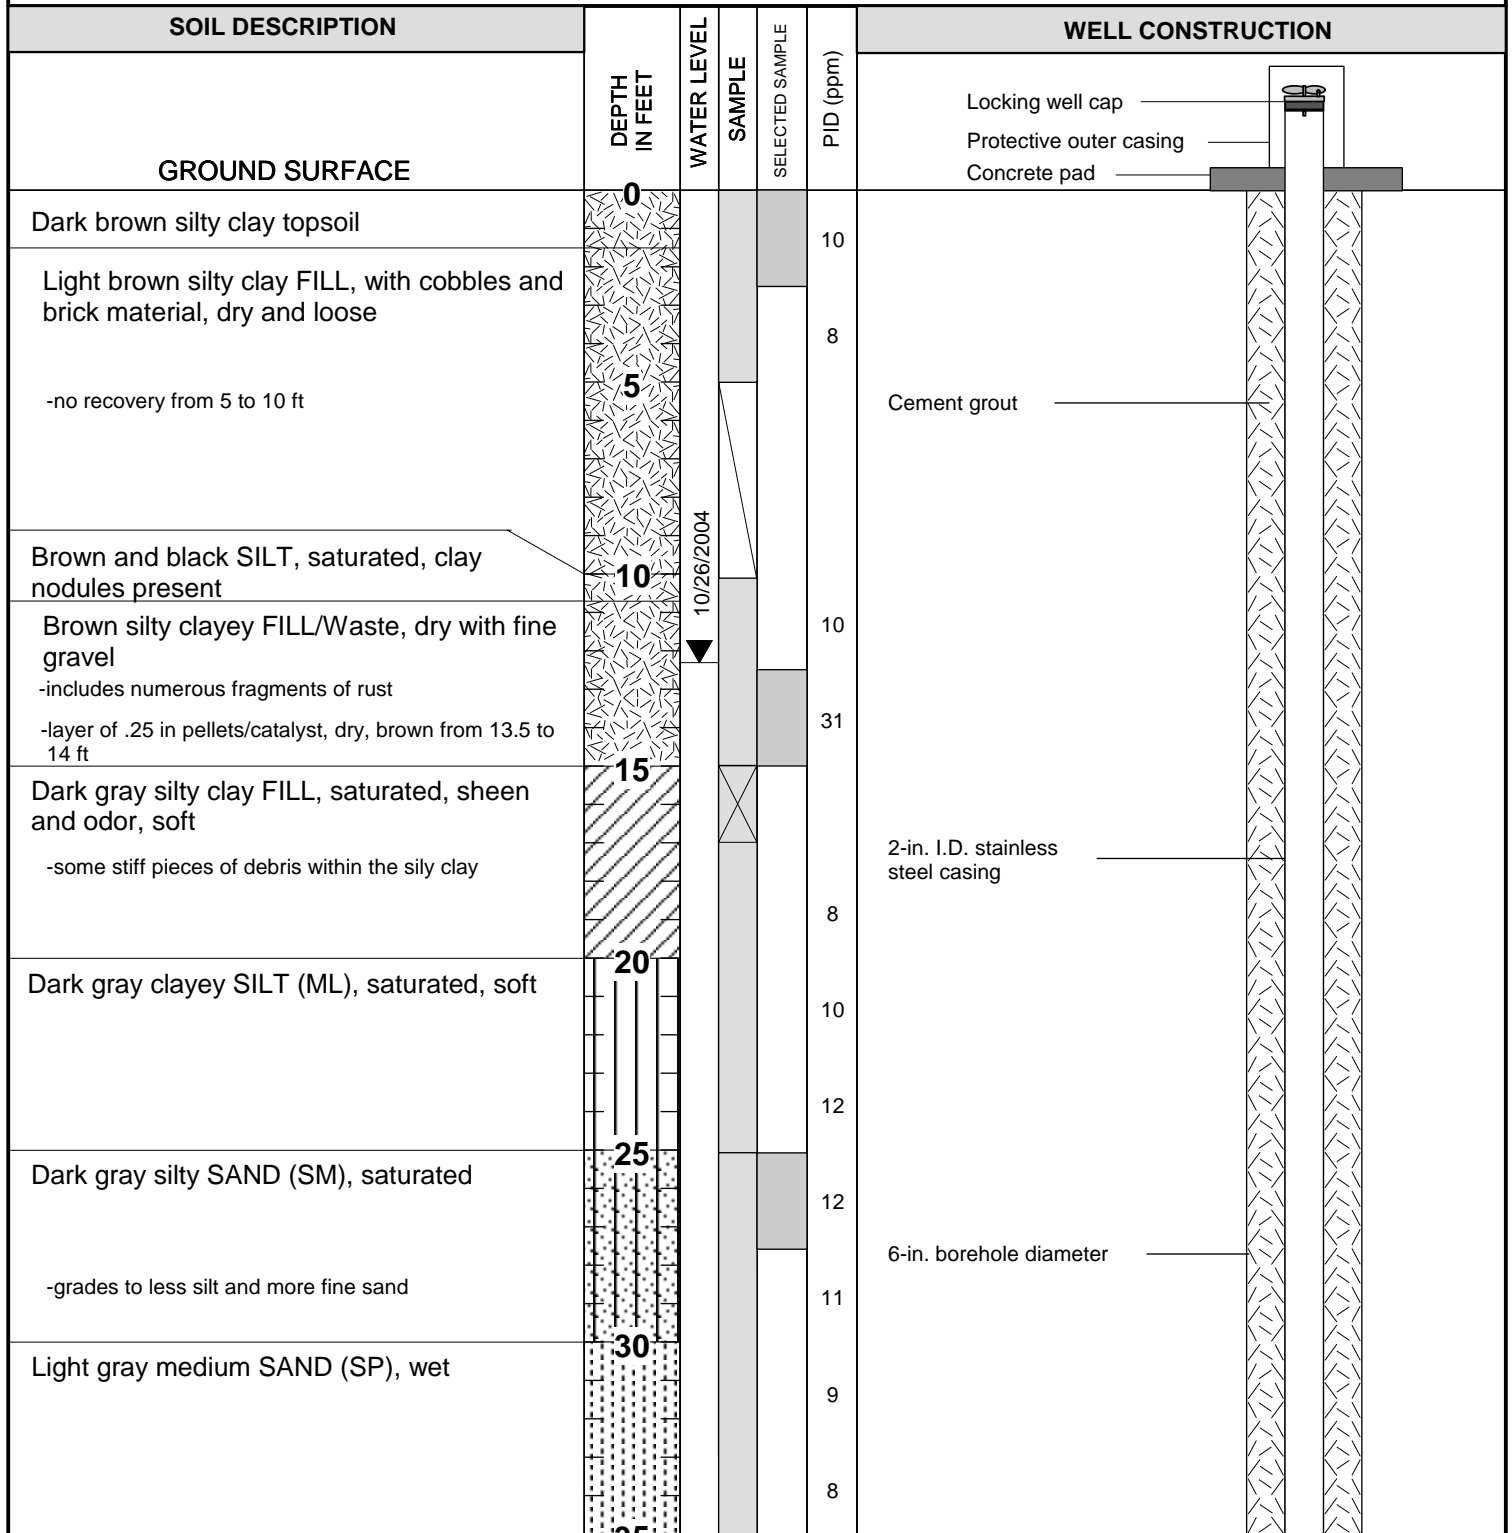 SOIL DESCRIPTION
DEPTH
IN FEET
WATER LEVEL
SAMPLE
SELECTED SAMPLE
PID (ppm)
WELL CONSTRUCTION
Locking well cap
Protective outer casing
Concrete pad
GROUND SURFACE
0
Dark brown silty clay topsoil
10
Light brown silty clay FILL, with cobbles and
brick material, dry and loose
8
5
-no recovery from 5 to 10 ft
Cement grout
10/26/2004
Brown and black SILT, saturated, clay
nodules present
10
Brown silty clayey FILL/Waste, dry with fine
gravel
10
-includes numerous fragments of rust
-layer of .25 in pellets/catalyst, dry, brown from 13.5 to
14 ft
31
15
Dark gray silty clay FILL, saturated, sheen
and odor, soft
-some stiff pieces of debris within the sily clay
2-in. I.D. stainless
steel casing
8
20
Dark gray clayey SILT (ML), saturated, soft
10
12
25
Dark gray silty SAND (SM), saturated
12
6-in. borehole diameter
-grades to less silt and more fine sand
11
30
Light gray medium SAND (SP), wet
9
8